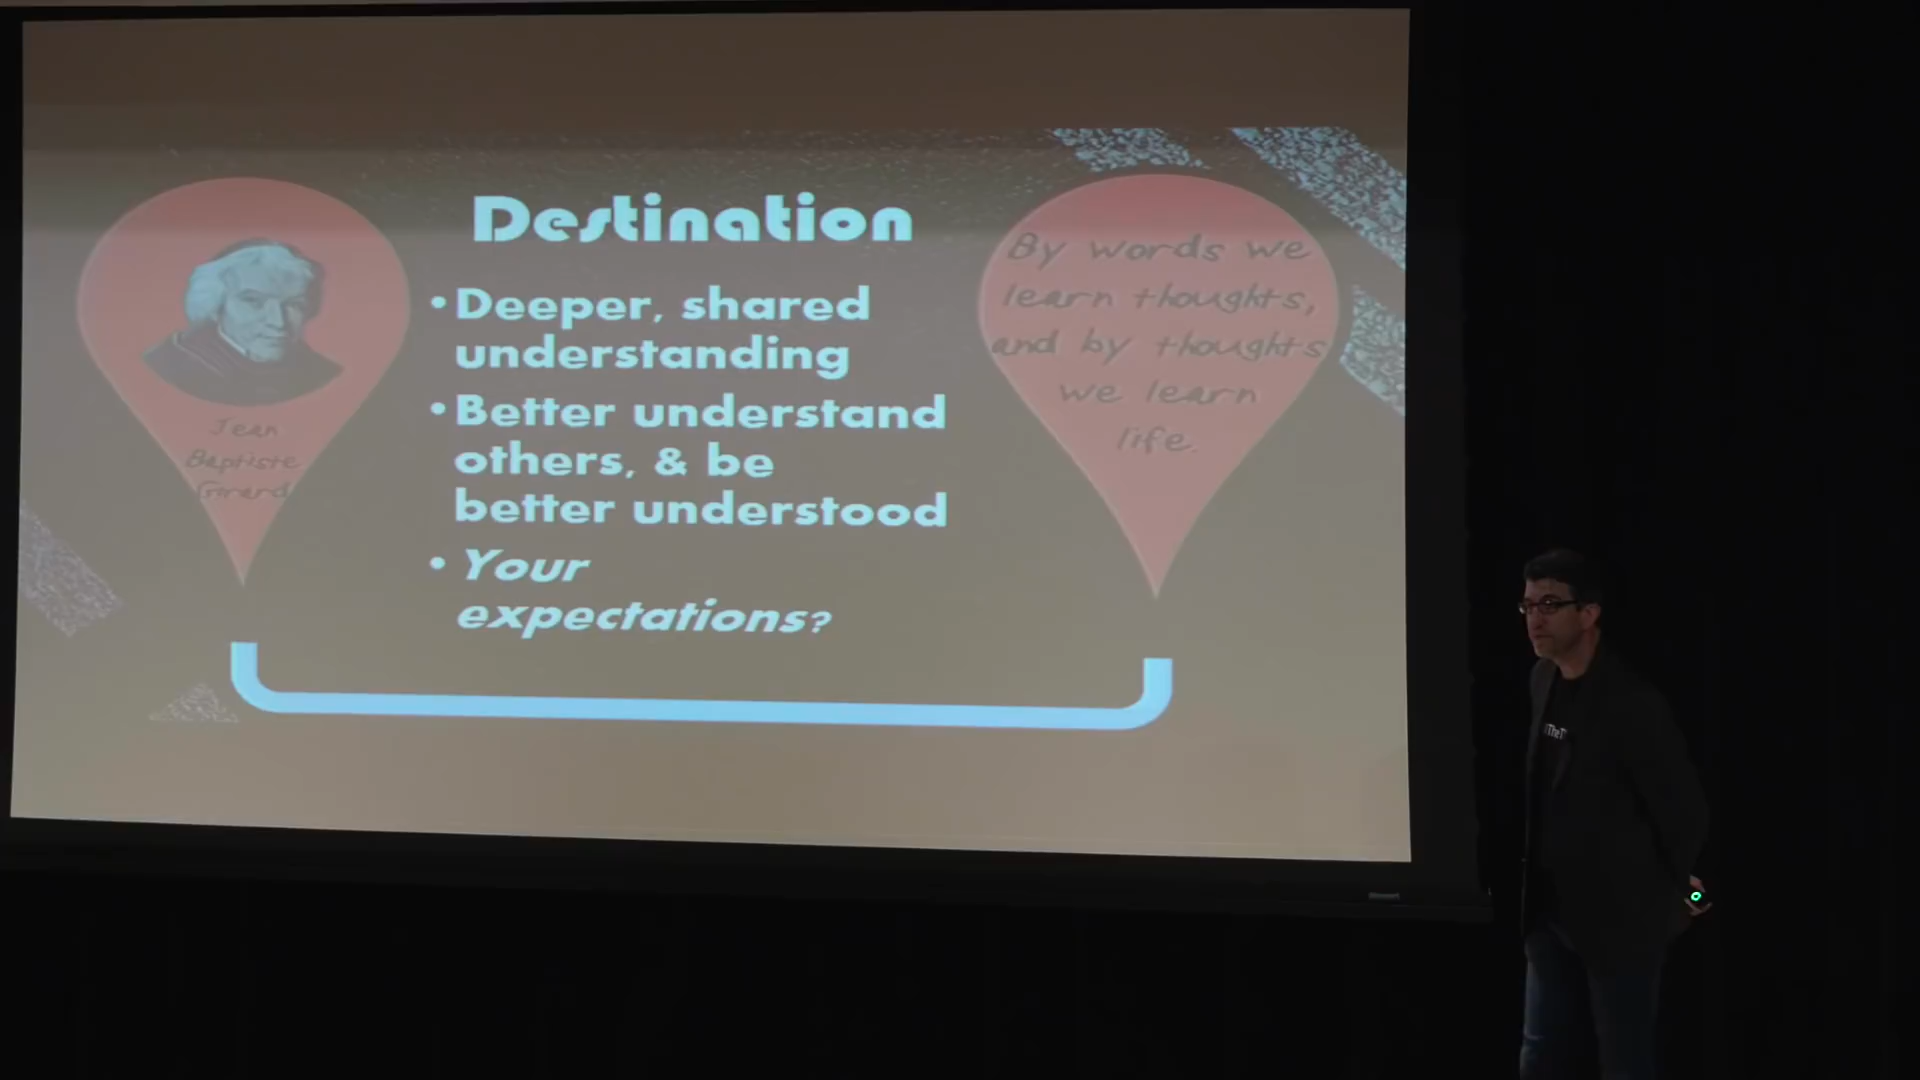 Destination
• Deeper, shared
understanding
• Better understand
others, & be
better understood
• Your
expectations?
Jean
Baptiste
Girard
By words we
learn thoughts,
and by thoughts
we learn
life.